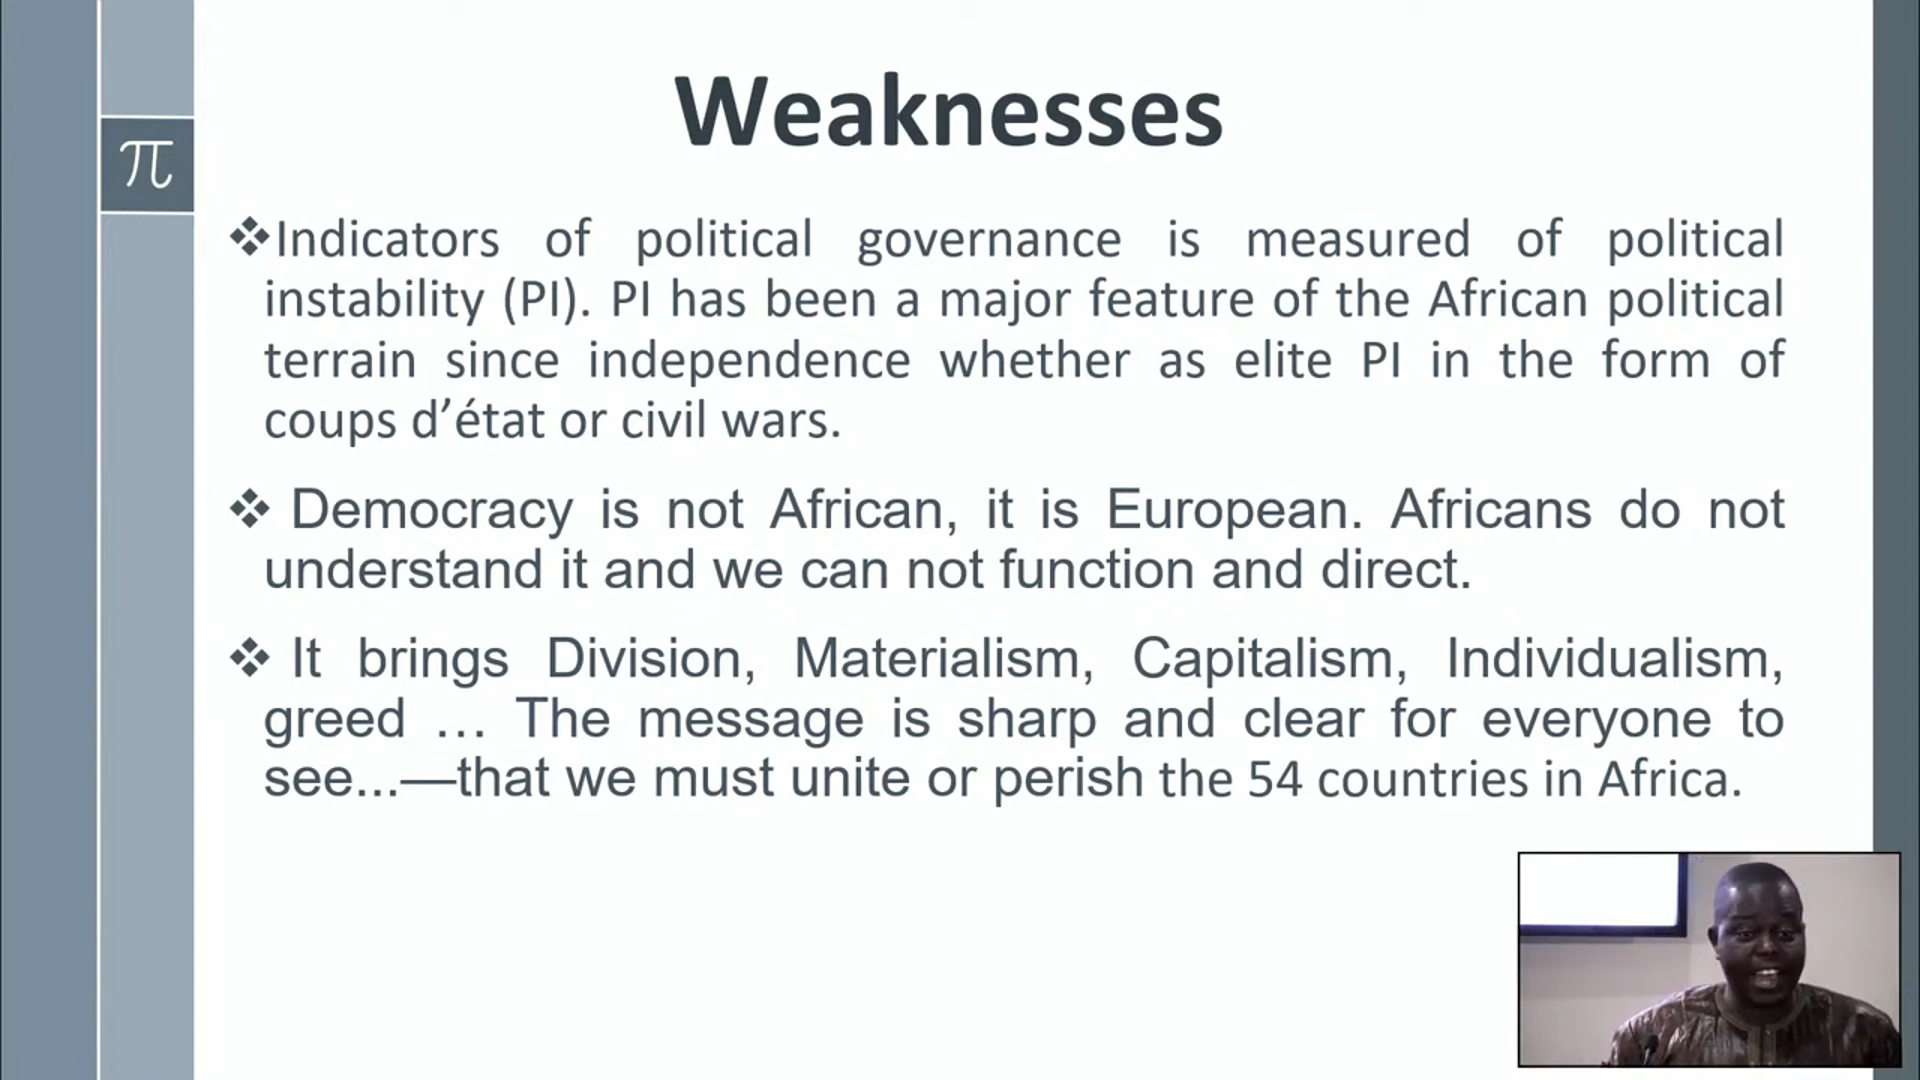 Weaknesses
π
❖Indicators of political governance is measured of political
instability (PI). PI has been a major feature of the African political
terrain since independence whether as elite PI in the form of
coups d’état or civil wars.
❖ Democracy is not African, it is European. Africans do not
understand it and we can not function and direct.
❖ It brings Division, Materialism, Capitalism, Individualism,
greed … The message is sharp and clear for everyone to
see...—that we must unite or perish the 54 countries in Africa.